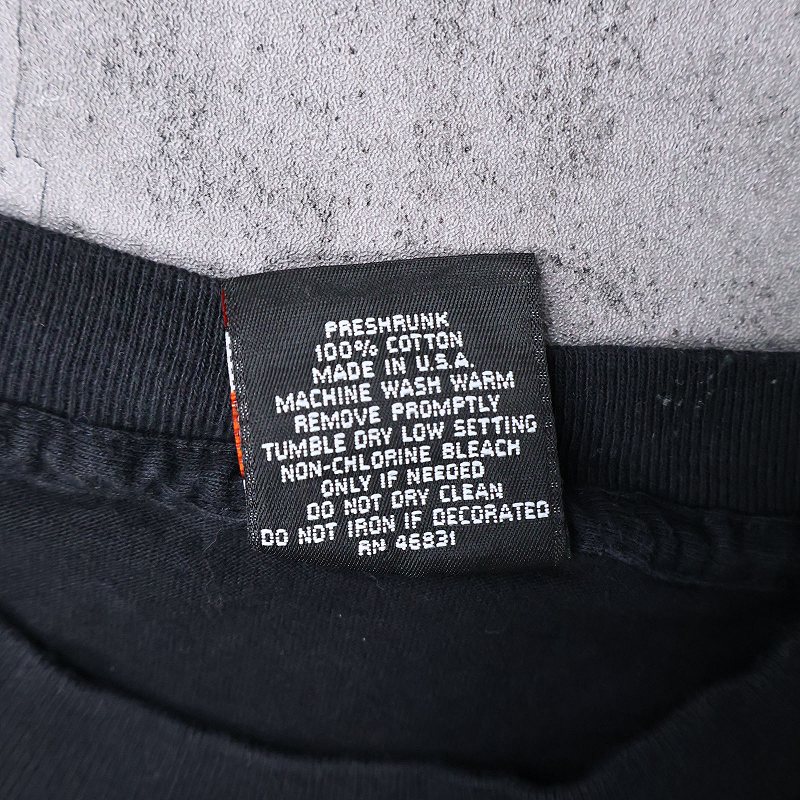 PRESHRUNK
100% COTTON
MADE IN U.S.A.
MACHINE WASH WARM
REMOVE PROMPTLY
TUMBLE DRY LOW SETTING
NON-CHLORINE BLEACH
ONLY IF NEEDED
DO NOT DRY CLEAN
DO NOT IRON IF DECORATED
RN 46831